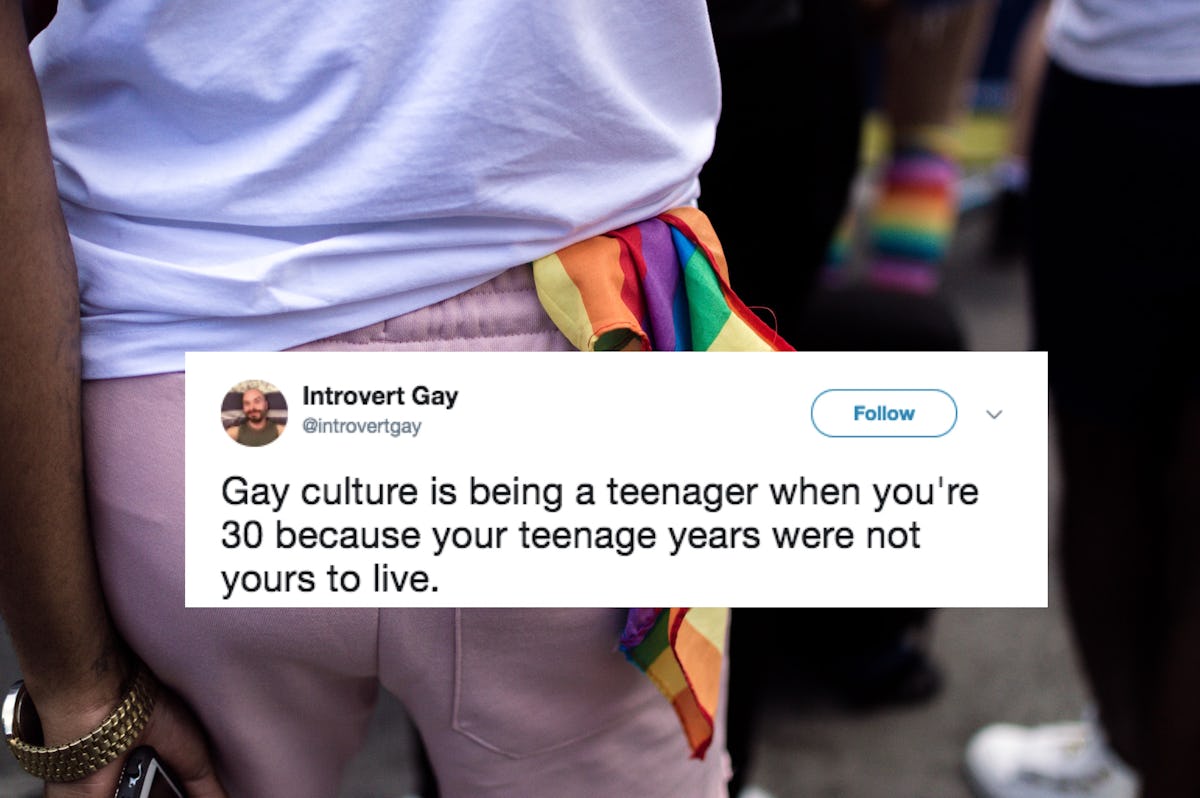 Introvert Gay
@introvertgay
Follow
Gay culture is being a teenager when you're
30 because your teenage years were not
yours to live.